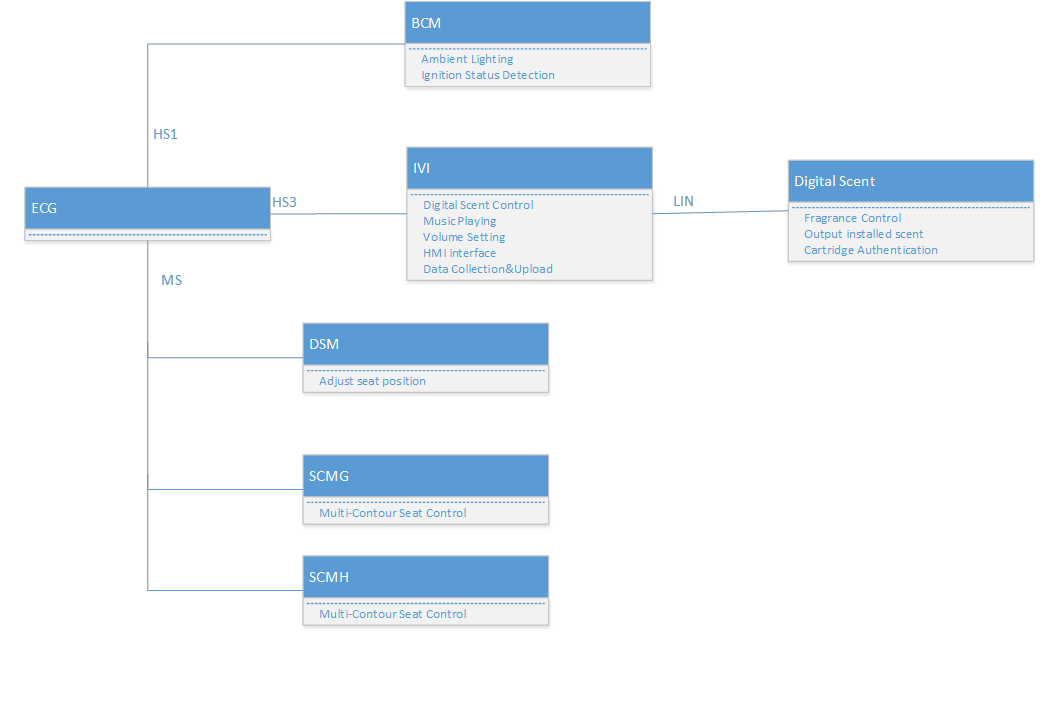 BCM
Ambient Lighting
Ignition Status Detection
HS1
ECG
HS3
IVI
Digital Scent Control
Music PlayIng
Volume Setting
HMI interface
Data Collection&Upload
LIN
Digital Scent
Fragrance Control
Output installed scent
Cartridge Authentication
MS
DSM
Adjust seat position
SCMG
Multi-Contour Seat Control
SCMH
Multi-Contour Seat Control